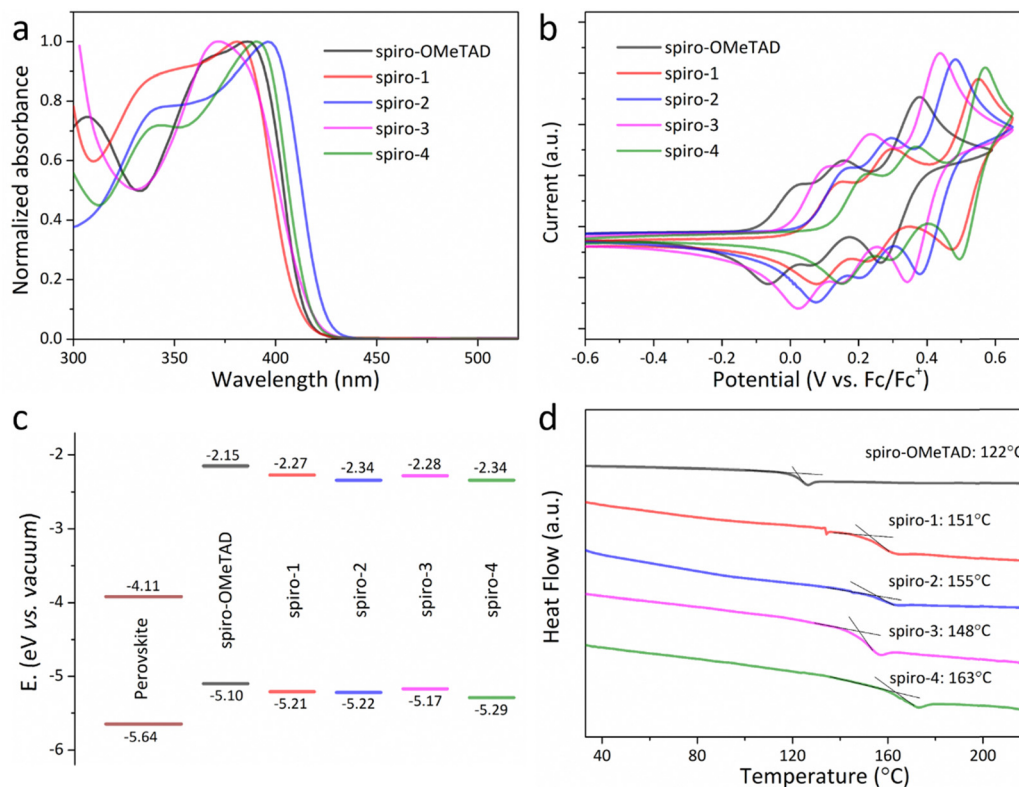 a
spiro-OMeTAD
spiro-1
spiro-2
spiro-3
spiro-4
Normalized absorbance
1.0
0.8
0.6
0.4
0.2
0.0
300
350
400
450
500
Wavelength (nm)
b
spiro-OMeTAD
spiro-1
spiro-2
spiro-3
spiro-4
Current (a.u.)
-0.6
-0.4
-0.2
0.0
0.2
0.4
0.6
Potential (V vs. Fc/Fc+)
c
E. (eV vs. vacuum)
-2
-3
-4
-5
-6
-4.11
Perovskite
-5.64
-2.15
spiro-OMeTAD
-5.10
-2.27
spiro-1
-5.21
-2.34
spiro-2
-5.22
-2.28
spiro-3
-5.17
-2.34
spiro-4
-5.29
d
Heat Flow (a.u.)
spiro-OMeTAD: 122°C
spiro-1: 151°C
spiro-2: 155°C
spiro-3: 148°C
spiro-4: 163°C
40
80
120
160
200
Temperature (°C)